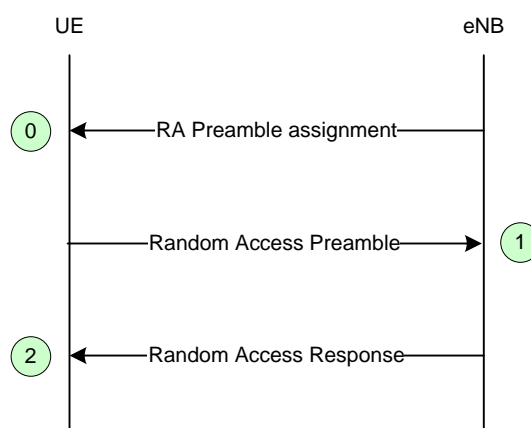 UE eNB
0 RA Preamble assignment
Random Access Preamble 1
2 Random Access Response